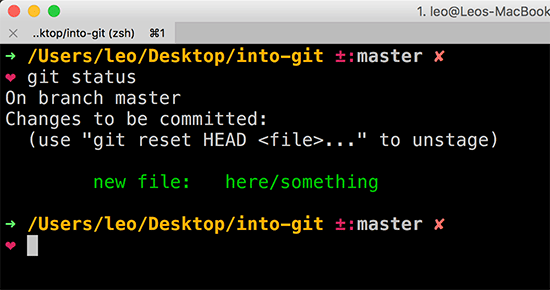 1. leo@Leos-MacBook
× ..ktop/into-git (zsh) ⌘1
➜ /Users/leo/Desktop/into-git ±:master ✘
❤ git status
On branch master
Changes to be committed:
(use "git reset HEAD <file>..." to unstage)
new file: here/something
➜ /Users/leo/Desktop/into-git ±:master ✘
❤